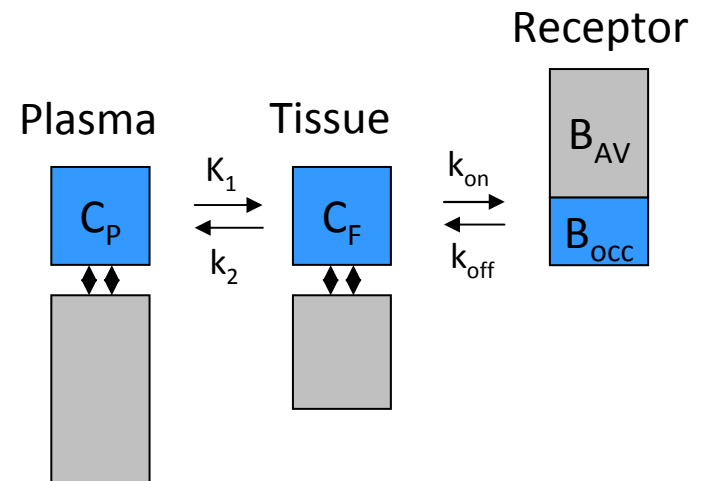 Receptor
Plasma
Tissue
B_AV
K_1
k_on
C_P
C_F
B_occ
k_2
k_off